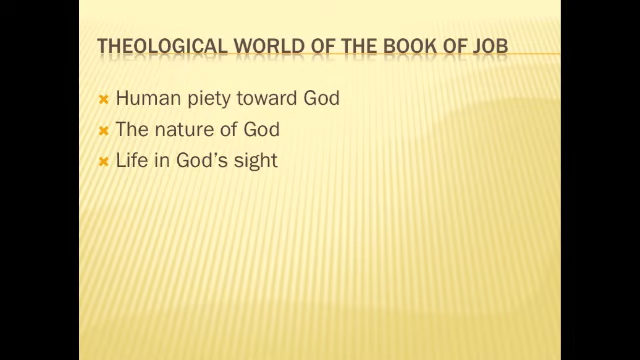 THEOLOGICAL WORLD OF THE BOOK OF JOB
Human piety toward God
The nature of God
Life in God’s sight